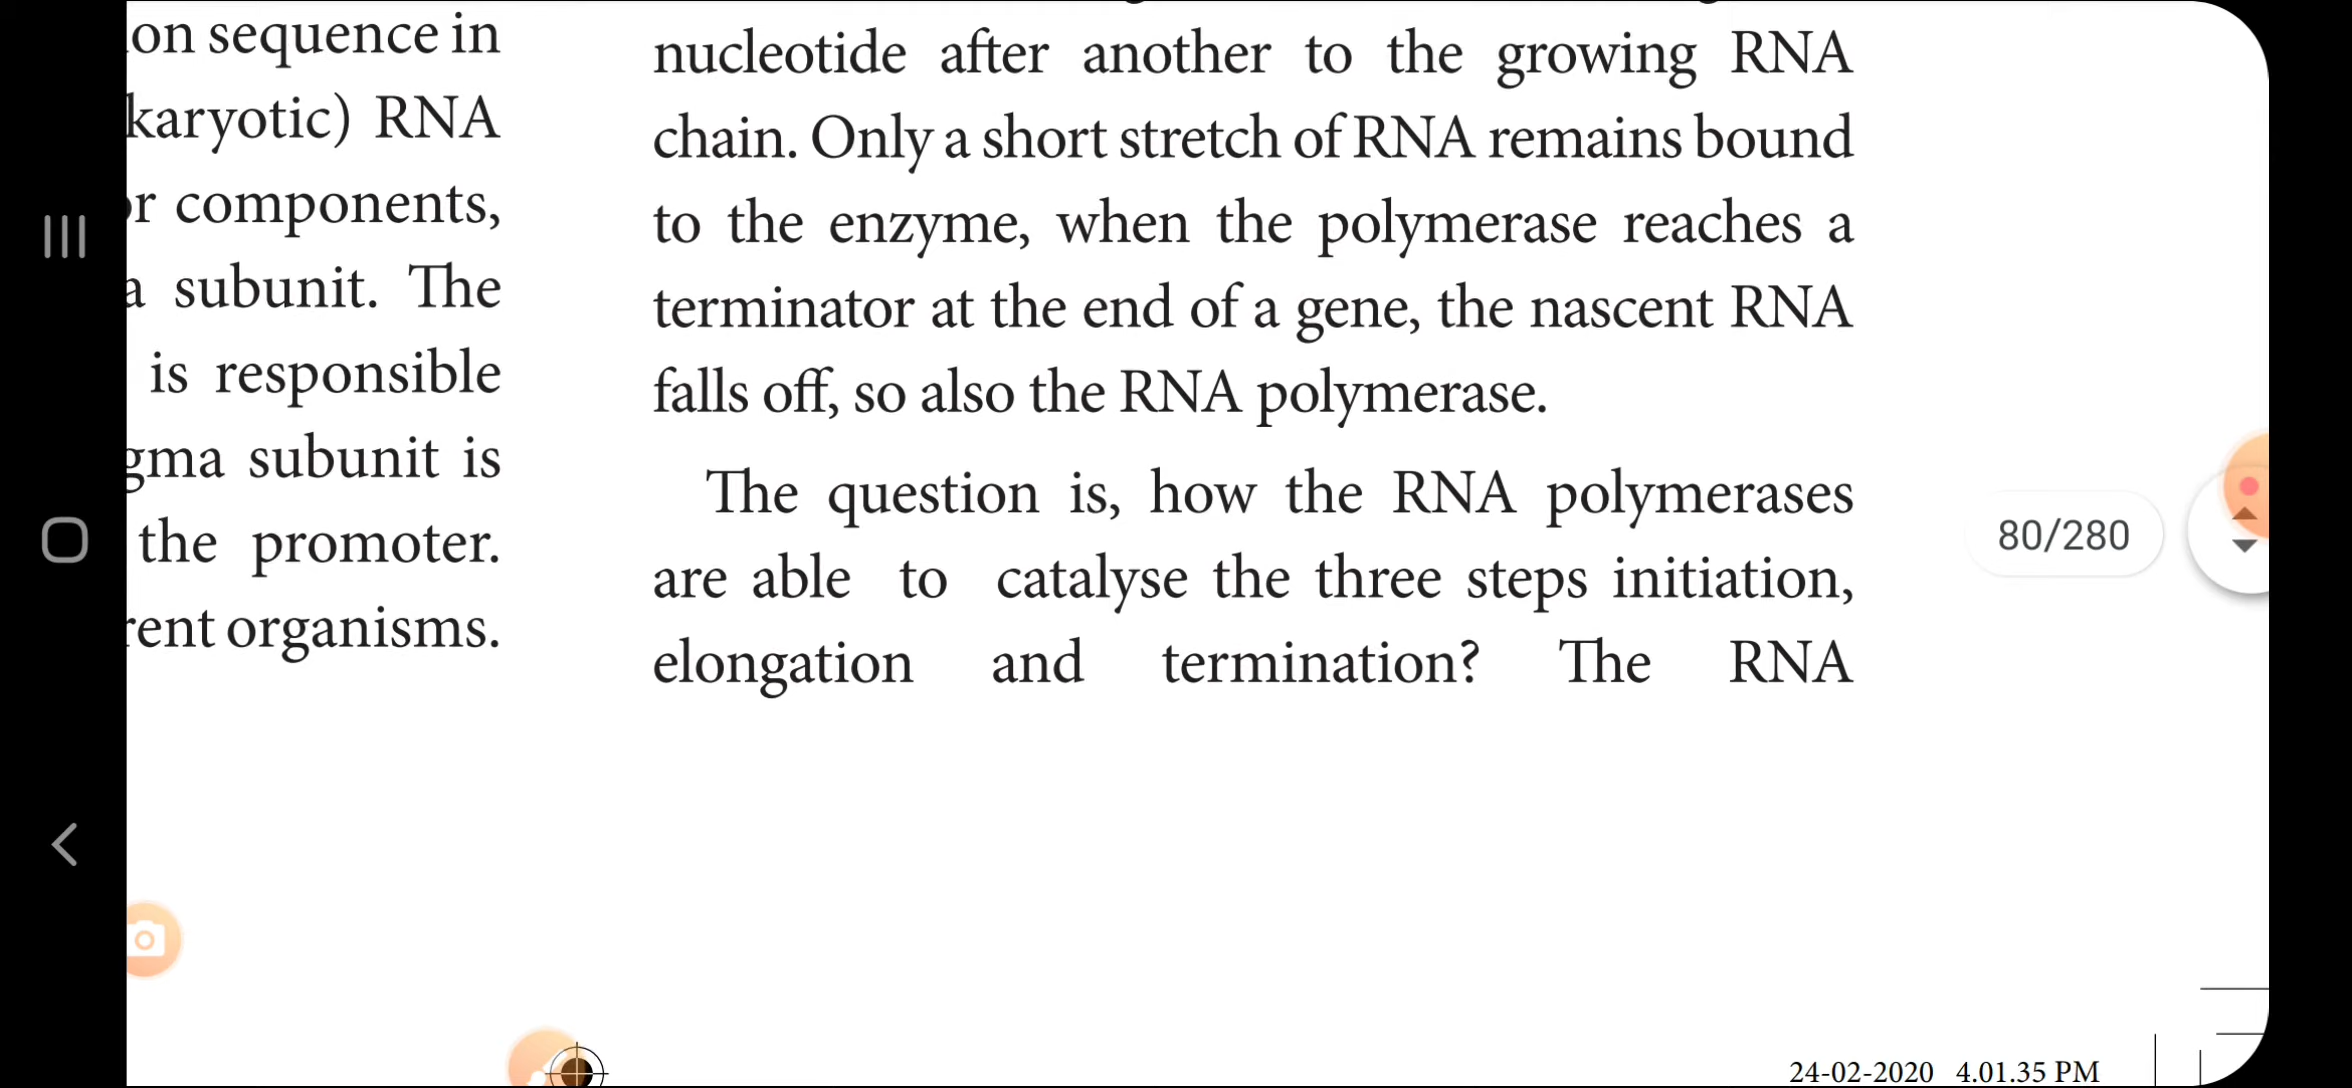 on sequence in
karyotic) RNA
r components,
a subunit. The
is responsible
gma subunit is
the promoter.
rent organisms.
nucleotide after another to the growing RNA
chain. Only a short stretch of RNA remains bound
to the enzyme, when the polymerase reaches a
terminator at the end of a gene, the nascent RNA
falls off, so also the RNA polymerase.
The question is, how the RNA polymerases
are able to catalyse the three steps initiation,
elongation and termination? The RNA
80/280
24-02-2020 4.01.35 PM